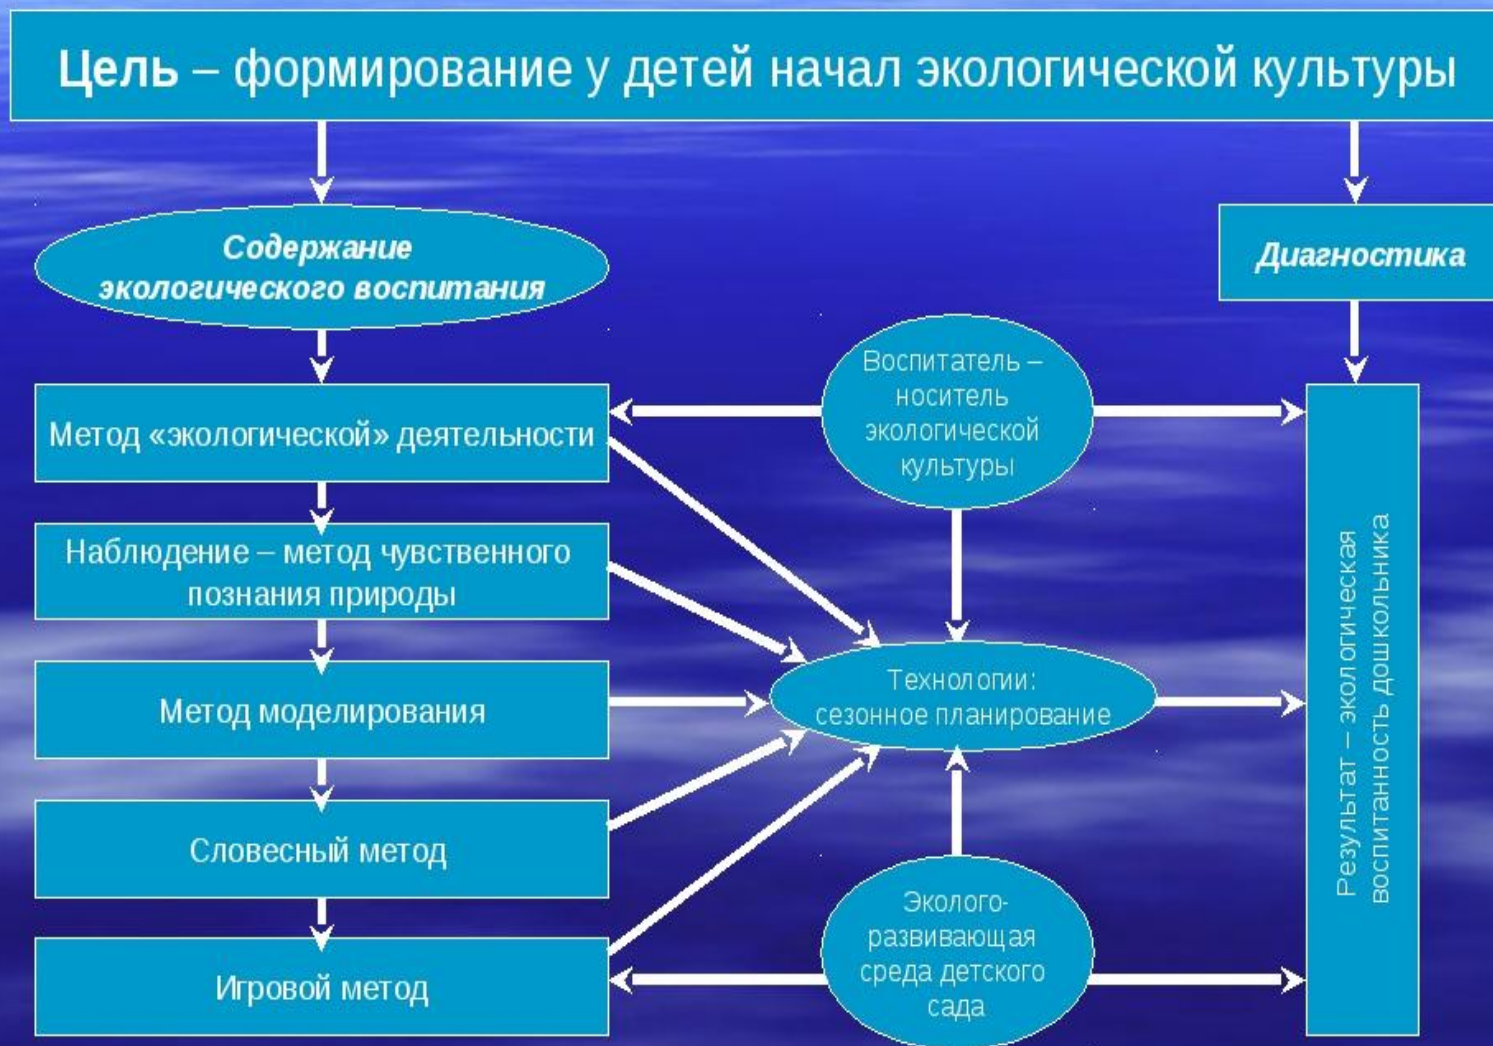 Цель – формирование у детей начал экологической культуры
Содержание
экологического воспитания
Диагностика
Воспитатель –
носитель
экологической
культуры
Метод «экологической» деятельности
Наблюдение – метод чувственного
познания природы
Метод моделирования
Словесный метод
Игровой метод
Технологии:
сезонное планирование
Эколого-
развивающая
среда детского
сада
Результат – экологическая
воспитанность дошкольника